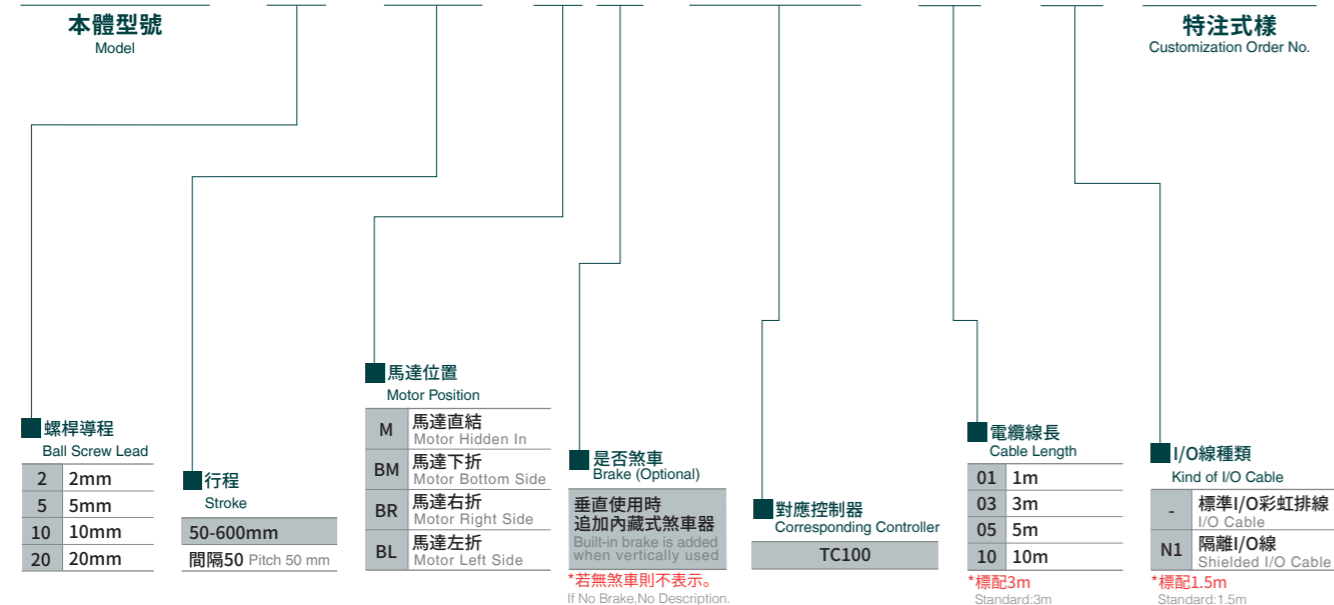 本體型號
Model
特注式樣
Customization Order No.
螺桿導程
Ball Screw Lead
2 2mm
5 5mm
10 10mm
20 20mm
行程
Stroke
50-600mm
間隔50 Pitch 50 mm
馬達位置
Motor Position
M 馬達直結
Motor Hidden In
BM 馬達下折
Motor Bottom Side
BR 馬達右折
Motor Right Side
BL 馬達左折
Motor Left Side
是否煞車
Brake (Optional)
垂直使用時
追加內藏式煞車器
Built-in brake is added
when vertically used
*若無煞車則不表示。
If No Brake,No Description.
對應控制器
Corresponding Controller
TC100
電纜線長
Cable Length
01 1m
03 3m
05 5m
10 10m
*標配3m
Standard:3m
I/O線種類
Kind of I/O Cable
- 標準I/O彩虹排線
I/O Cable
N1 隔離I/O線
Shielded I/O Cable
*標配1.5m
Standard:1.5m